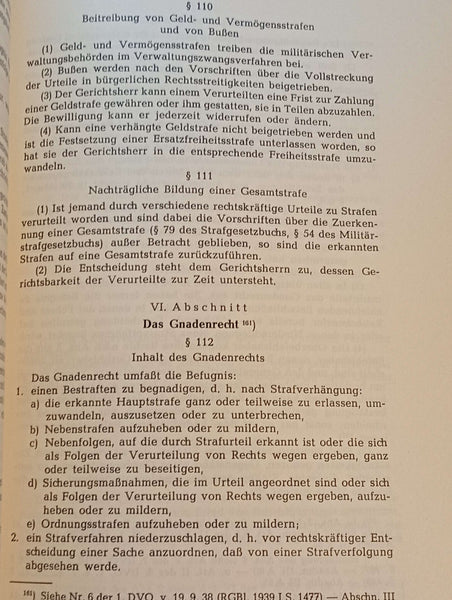 § 110
Beitreibung von Geld- und Vermögensstrafen
und von Bußen
(1) Geld- und Vermögensstrafen treiben die militärischen Ver-
waltungsbehörden im Verwaltungszwangsverfahren bei.
(2) Bußen werden nach den Vorschriften über die Vollstreckung
der Urteile in bürgerlichen Rechtsstreitigkeiten beigetrieben.
(3) Der Gerichtsherr kann einem Verurteilten eine Frist zur Zahlung
einer Geldstrafe gewähren oder ihm gestatten, sie in Teilen abzuzahlen.
Die Bewilligung kann er jederzeit widerrufen oder ändern.
(4) Kann eine verhängte Geldstrafe nicht beigetrieben werden und
ist die Festsetzung einer Ersatzfreiheitsstrafe unterlassen worden, so
hat sie der Gerichtsherr in die entsprechende Freiheitsstrafe umzu-
wandeln.
§ 111
Nachträgliche Bildung einer Gesamtstrafe
(1) Ist jemand durch verschiedene rechtskräftige Urteile zu Strafen
verurteilt worden und sind dabei die Vorschriften über die Zuerken-
nung einer Gesamtstrafe (§ 79 des Strafgesetzbuchs, § 54 des Militär-
strafgesetzbuchs) außer Betracht geblieben, so sind die erkannten
Strafen auf eine Gesamtstrafe zurückzuführen.
(2) Die Entscheidung steht dem Gerichtsherrn zu, dessen Ge-
richtsbarkeit der Verurteilte zur Zeit untersteht.
VI. Abschnitt
Das Gnadenrecht 161)
§ 112
Inhalt des Gnadenrechts
Das Gnadenrecht umfaßt die Befugnis:
1. einen Bestraften zu begnadigen, d. h. nach Strafverhängung:
a) die erkannte Hauptstrafe ganz oder teilweise zu erlassen, um-
zuwandeln, auszusetzen oder zu unterbrechen,
b) Nebenstrafen aufzuheben oder zu mildern,
c) Nebenfolgen, auf die durch Strafurteil erkannt ist oder die sich
als Folgen der Verurteilung von Rechts wegen ergeben, ganz
oder teilweise zu beseitigen,
d) Sicherungsmaßnahmen, die im Urteil angeordnet sind oder sich
als Folgen der Verurteilung von Rechts wegen ergeben, aufzu-
heben oder zu mildern,
e) Ordnungsstrafen aufzuheben oder zu mildern;
2. ein Strafverfahren niederzuschlagen, d. h. vor rechtskräftiger Ent-
scheidung einer Sache anzuordnen, daß von einer Strafverfolgung
abgesehen werde.
161) Siehe Nr. 6 der 1. DVO. v. 19. 9. 38 (RGBl. 1939 I S. 1477) — Abschn. III